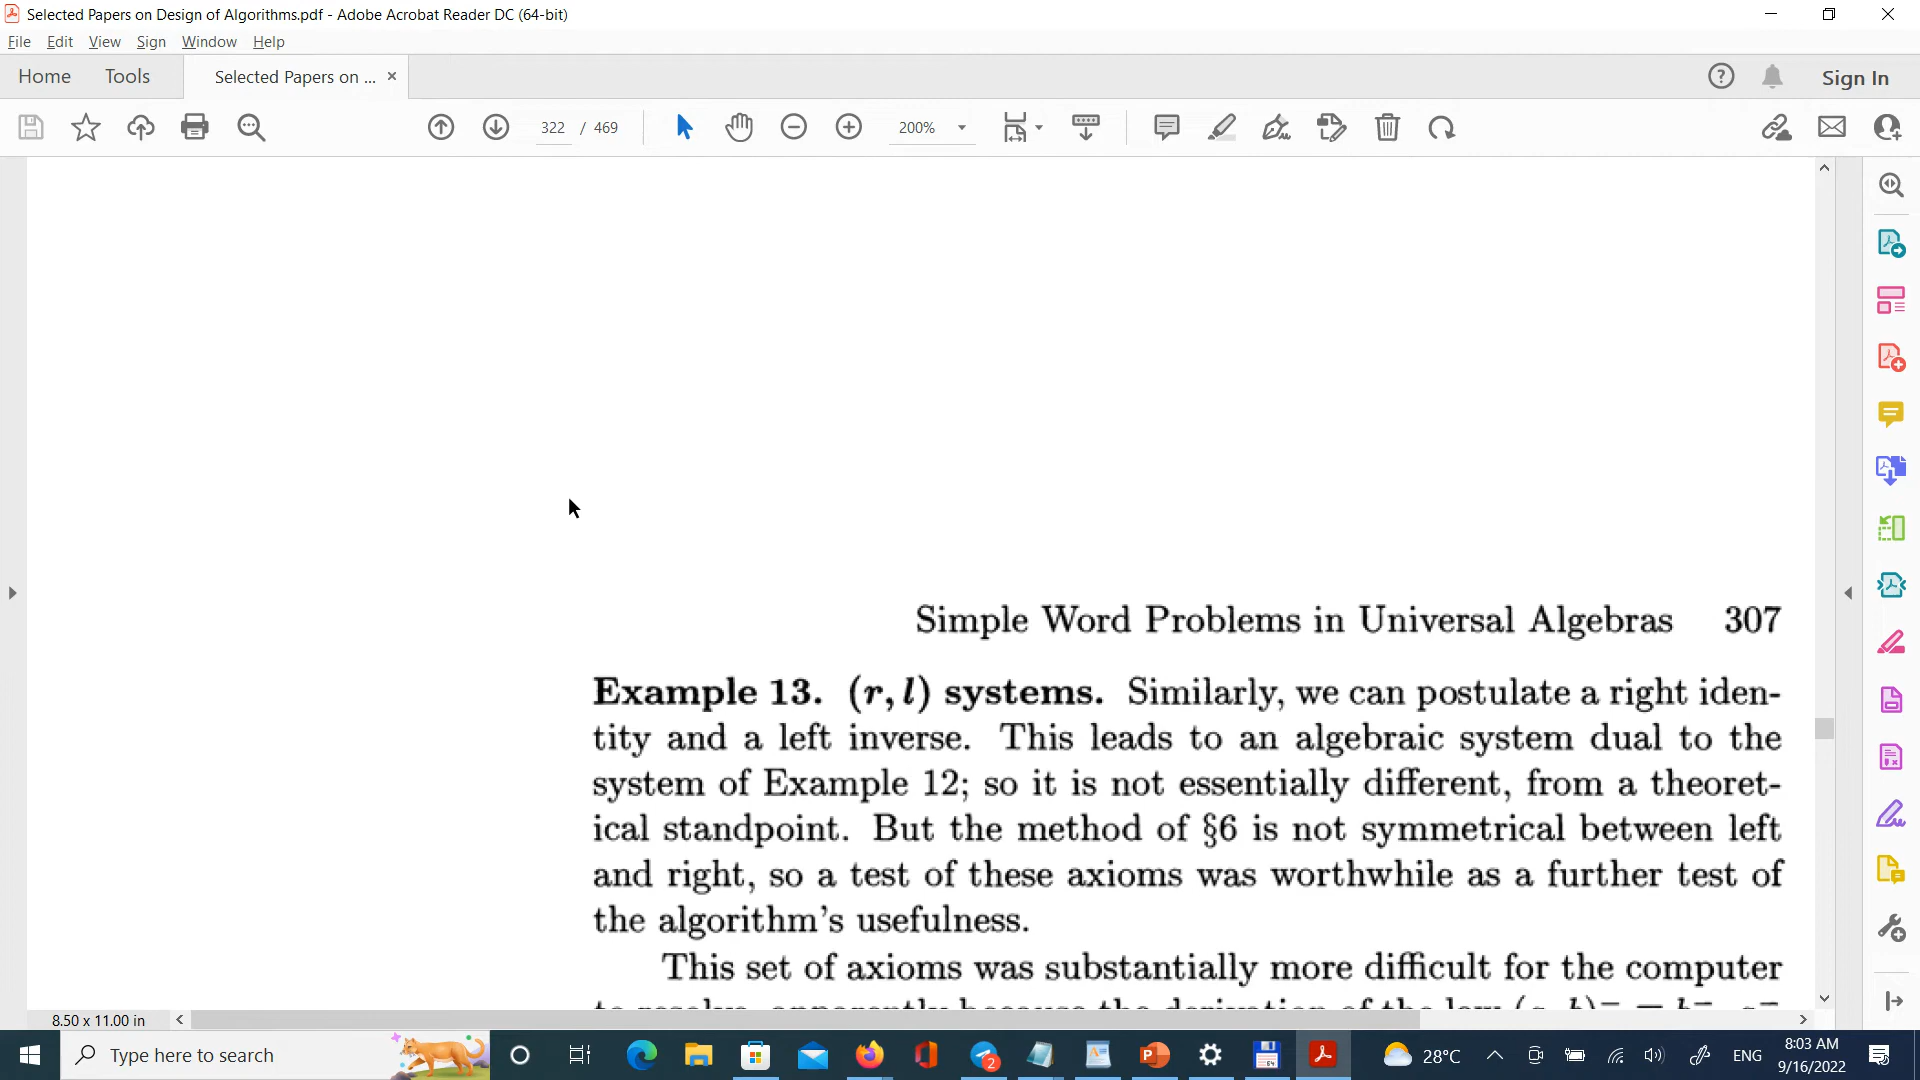 Selected Papers on Design of Algorithms.pdf - Adobe Acrobat Reader DC (64-bit)
File Edit View Sign Window Help
Home Tools Selected Papers on ... × Sign In
322 / 469 200%
Simple Word Problems in Universal Algebras 307
Example 13. (r, l) systems. Similarly, we can postulate a right iden-
tity and a left inverse. This leads to an algebraic system dual to the
system of Example 12; so it is not essentially different, from a theoret-
ical standpoint. But the method of §6 is not symmetrical between left
and right, so a test of these axioms was worthwhile as a further test of
the algorithm's usefulness.
This set of axioms was substantially more difficult for the computer
8.50 x 11.00 in
Type here to search
2
64
28°C
ENG
8:03 AM
9/16/2022